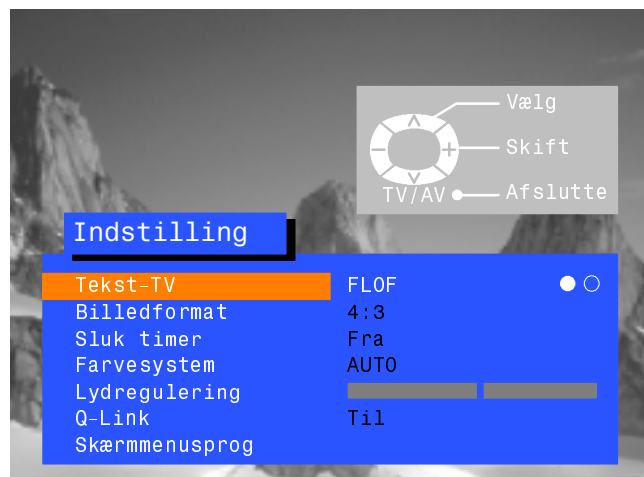 Vælg
Skift
TV/AV Afslutte
Indstilling
Tekst-TV FLOF
Billedformat 4:3
Sluk timer Fra
Farvesystem AUTO
Lydregulering
Q-Link Til
Skærmmenusprog